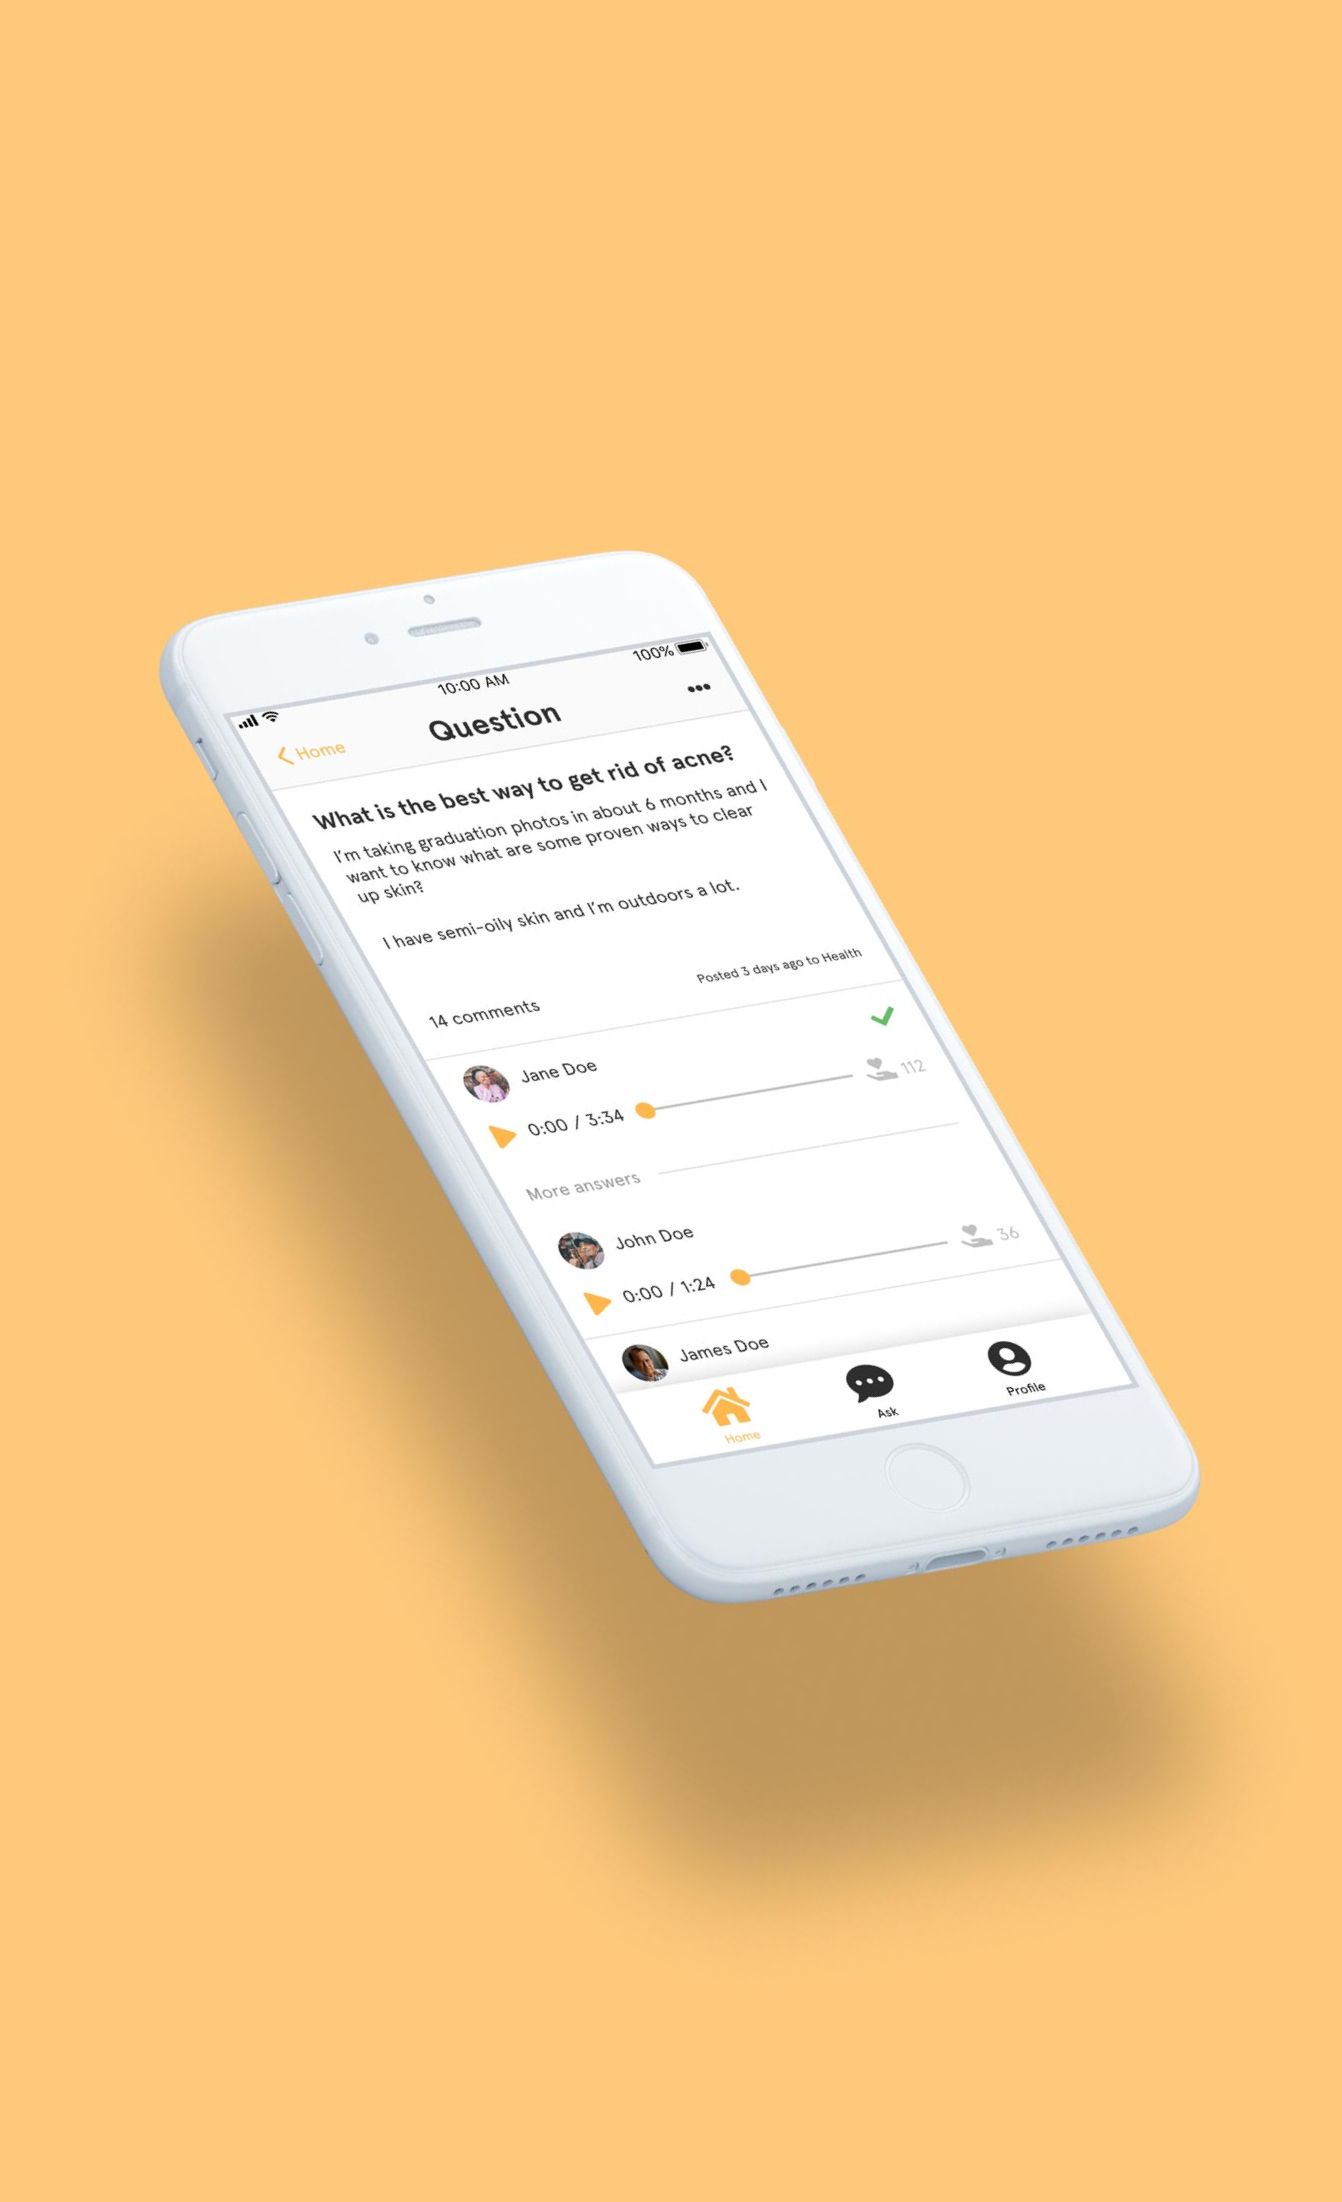 10:00 AM
100%
Home
Question
What is the best way to get rid of acne?
I'm taking graduation photos in about 6 months and I
want to know what are some proven ways to clear
up skin?
I have semi-oily skin and I'm outdoors a lot.
Posted 3 days ago to Health
14 comments
Jane Doe
0:00 / 3:34
112
More answers
John Doe
0:00 / 1:24
36
James Doe
Home
Ask
Profile